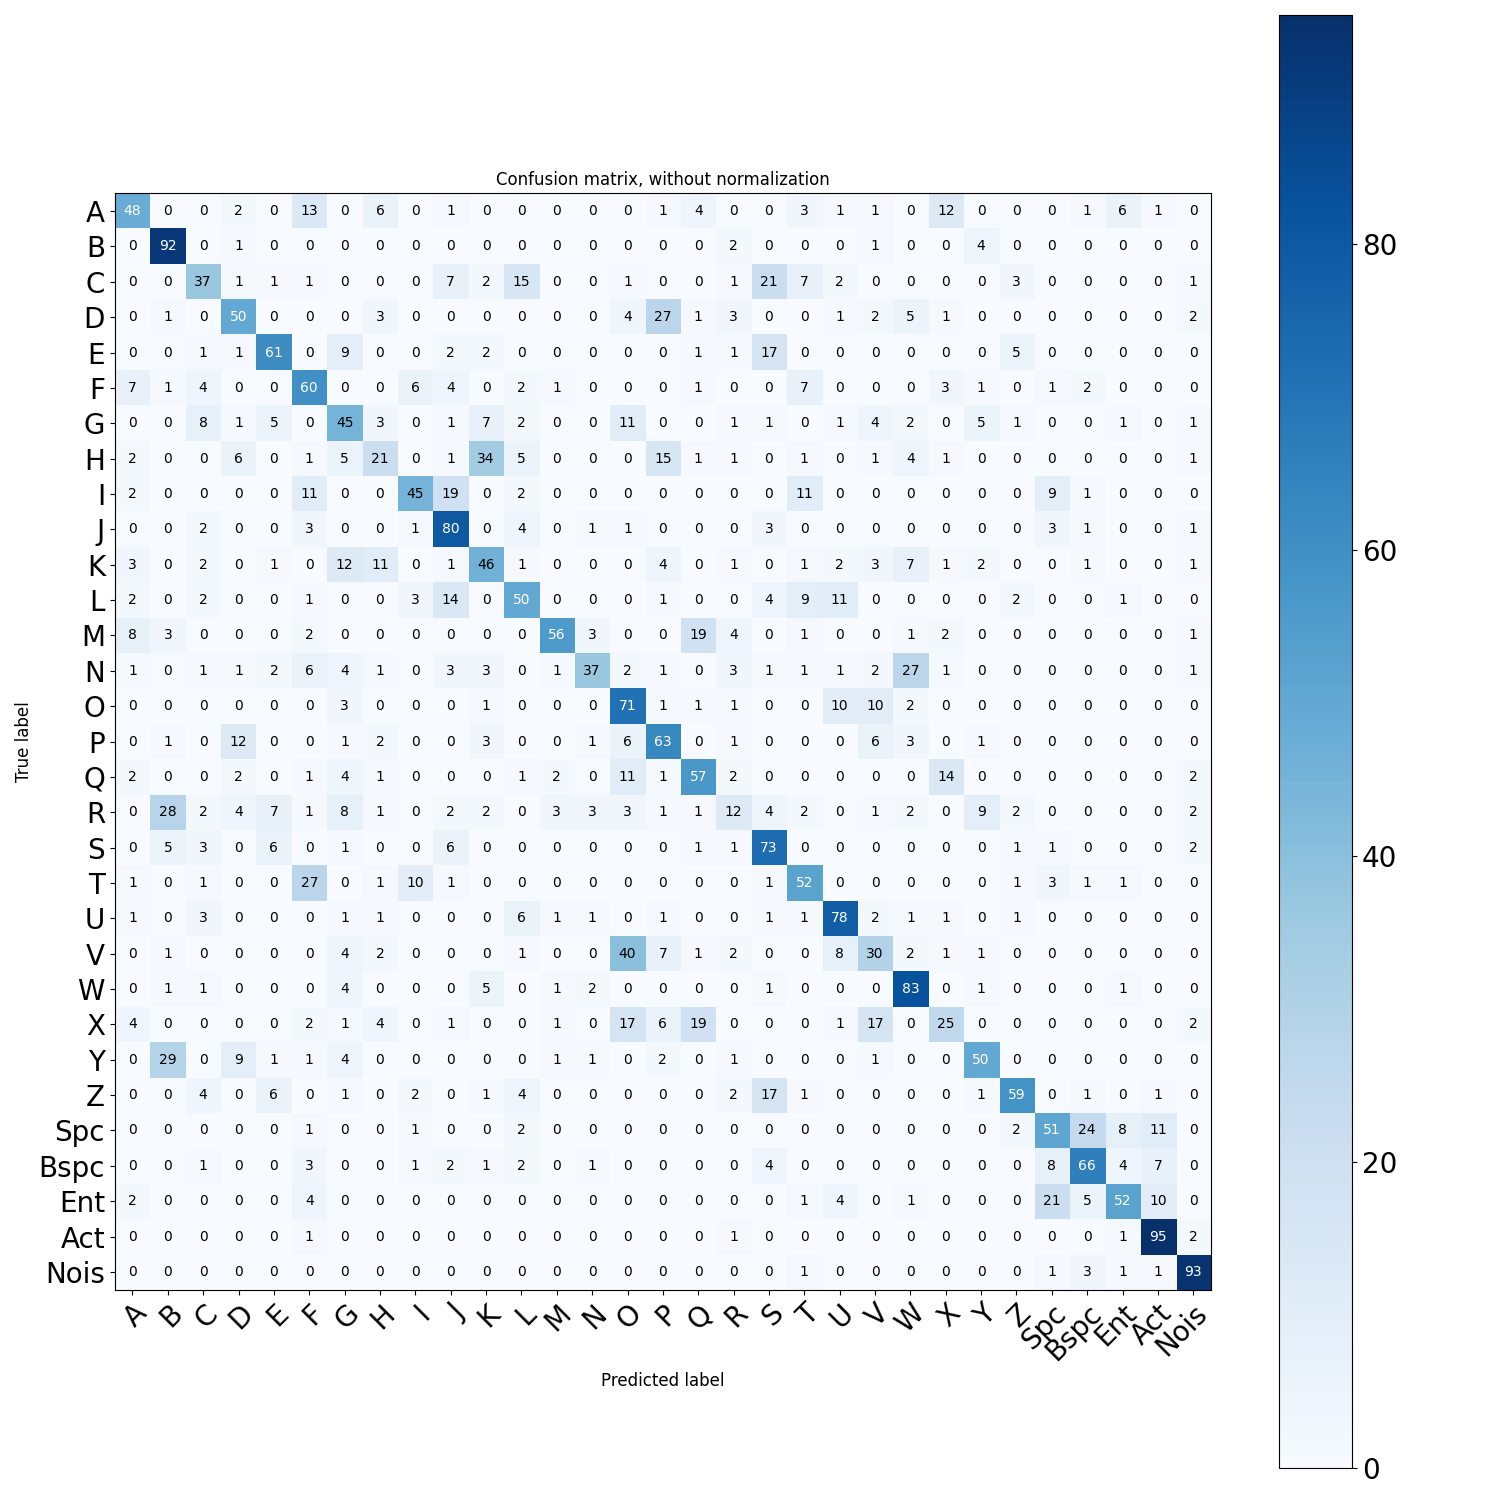 Confusion matrix, without normalization
A 48 0 0 2 0 13 0 6 0 1 0 0 0 0 0 1 4 0 0 3 1 1 0 12 0 0 0 1 6 1 0
B 0 92 0 1 0 0 0 0 0 0 0 0 0 0 0 0 0 2 0 0 0 1 0 0 4 0 0 0 0 0 0
C 0 0 37 1 1 1 0 0 0 7 2 15 0 0 1 0 0 1 21 7 2 0 0 0 0 3 0 0 0 0 1
D 0 1 0 50 0 0 0 3 0 0 0 0 0 0 4 27 1 3 0 0 1 2 5 1 0 0 0 0 0 0 2
E 0 0 1 1 61 0 9 0 0 2 2 0 0 0 0 0 1 1 17 0 0 0 0 0 0 5 0 0 0 0 0
F 7 1 4 0 0 60 0 0 6 4 0 2 1 0 0 0 1 0 0 7 0 0 0 3 1 0 1 2 0 0 0
G 0 0 8 1 5 0 45 3 0 1 7 2 0 0 11 0 0 1 1 0 1 4 2 0 5 1 0 0 1 0 1
H 2 0 0 6 0 1 5 21 0 1 34 5 0 0 0 15 1 1 0 1 0 1 4 1 0 0 0 0 0 0 1
I 2 0 0 0 0 11 0 0 45 19 0 2 0 0 0 0 0 0 0 11 0 0 0 0 0 0 9 1 0 0 0
J 0 0 2 0 0 3 0 0 1 80 0 4 0 1 1 0 0 0 3 0 0 0 0 0 0 0 3 1 0 0 1
K 3 0 2 0 1 0 12 11 0 1 46 1 0 0 0 4 0 1 0 1 2 3 7 1 2 0 0 1 0 0 1
L 2 0 2 0 0 1 0 0 3 14 0 50 0 0 0 1 0 0 4 9 11 0 0 0 0 2 0 0 1 0 0
M 8 3 0 0 0 2 0 0 0 0 0 0 56 3 0 0 19 4 0 1 0 0 1 2 0 0 0 0 0 0 1
N 1 0 1 1 2 6 4 1 0 3 3 0 1 37 2 1 0 3 1 1 1 2 27 1 0 0 0 0 0 0 1
O 0 0 0 0 0 0 3 0 0 0 1 0 0 0 71 1 1 1 0 0 10 10 2 0 0 0 0 0 0 0 0
P 0 1 0 12 0 0 1 2 0 0 3 0 0 1 6 63 0 1 0 0 0 6 3 0 1 0 0 0 0 0 0
Q 2 0 0 2 0 1 4 1 0 0 0 1 2 0 11 1 57 2 0 0 0 0 0 14 0 0 0 0 0 0 2
R 0 28 2 4 7 1 8 1 0 2 2 0 3 3 3 1 1 12 4 2 0 1 2 0 9 2 0 0 0 0 2
S 0 5 3 0 6 0 1 0 0 6 0 0 0 0 0 0 1 1 73 0 0 0 0 0 0 1 1 0 0 0 2
T 1 0 1 0 0 27 0 1 10 1 0 0 0 0 0 0 0 0 1 52 0 0 0 0 0 1 3 1 1 0 0
U 1 0 3 0 0 0 1 1 0 0 0 6 1 1 0 1 0 0 1 1 78 2 1 1 0 1 0 0 0 0 0
V 0 1 0 0 0 0 4 2 0 0 0 1 0 0 40 7 1 2 0 0 8 30 2 1 1 0 0 0 0 0 0
W 0 1 1 0 0 0 4 0 0 0 5 0 1 2 0 0 0 0 1 0 0 0 83 0 1 0 0 0 1 0 0
X 4 0 0 0 0 2 1 4 0 1 0 0 1 0 17 6 19 0 0 0 1 17 0 25 0 0 0 0 0 0 2
Y 0 29 0 9 1 1 4 0 0 0 0 0 1 1 0 2 0 1 0 0 0 1 0 0 50 0 0 0 0 0 0
Z 0 0 4 0 6 0 1 0 2 0 1 4 0 0 0 0 0 2 17 1 0 0 0 0 1 59 0 1 0 1 0
Spc 0 0 0 0 0 1 0 0 1 0 0 2 0 0 0 0 0 0 0 0 0 0 0 0 0 2 51 24 8 11 0
Bspc 0 0 1 0 0 3 0 0 1 2 1 2 0 1 0 0 0 0 4 0 0 0 0 0 0 0 8 66 4 7 0
Ent 2 0 0 0 0 4 0 0 0 0 0 0 0 0 0 0 0 0 0 1 4 0 1 0 0 0 21 5 52 10 0
Act 0 0 0 0 0 1 0 0 0 0 0 0 0 0 0 0 0 1 0 0 0 0 0 0 0 0 0 0 1 95 2
Nois 0 0 0 0 0 0 0 0 0 0 0 0 0 0 0 0 0 0 0 1 0 0 0 0 0 0 1 3 1 1 93
A B C D E F G H I J K L M N O P Q R S T U V W X Y Z Spc Bspc Ent Act Nois
Predicted label
True label
80
60
40
20
0